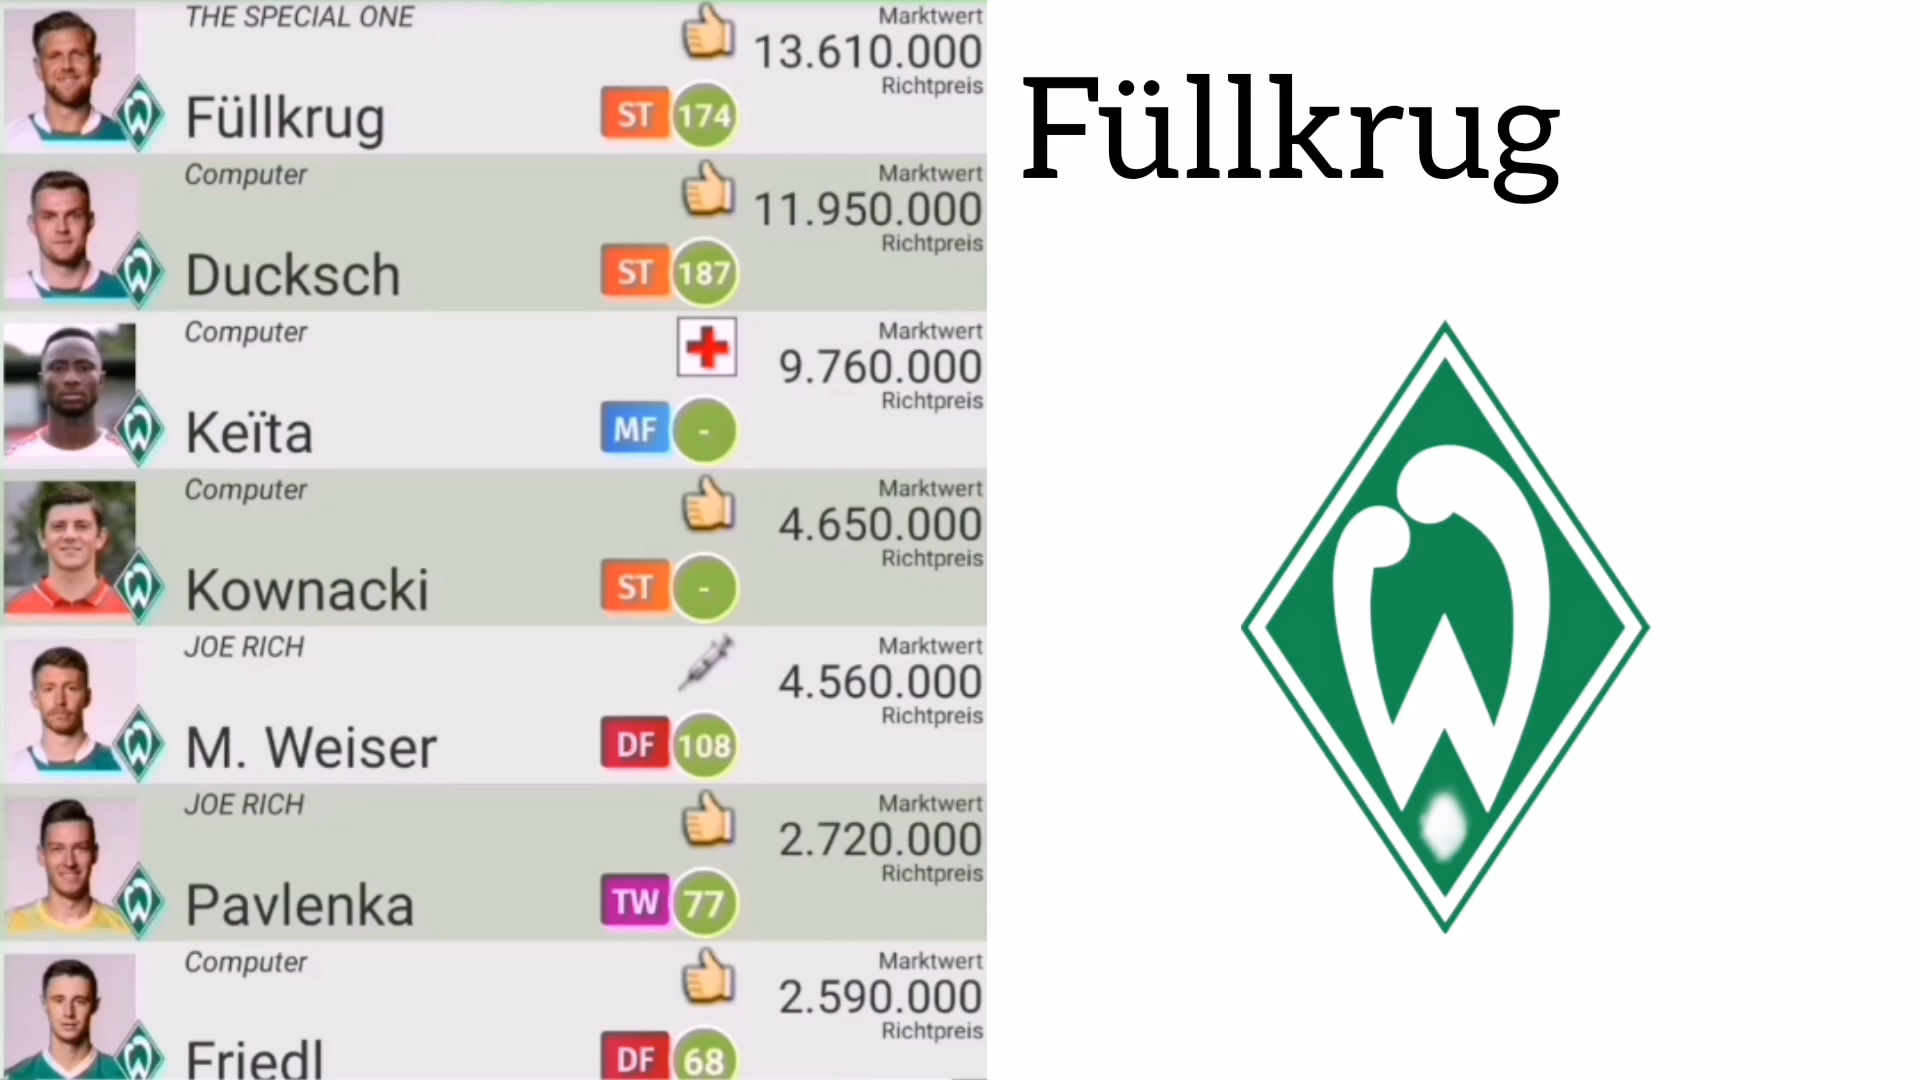 THE SPECIAL ONE
Marktwert
13.610.000
Richtpreis
Füllkrug
ST 174
Computer
Marktwert
11.950.000
Richtpreis
Ducksch
ST 187
Computer
Marktwert
9.760.000
Richtpreis
Keïta
MF -
Computer
Marktwert
4.650.000
Richtpreis
Kownacki
ST -
JOE RICH
Marktwert
4.560.000
Richtpreis
M. Weiser
DF 108
JOE RICH
Marktwert
2.720.000
Richtpreis
Pavlenka
TW 77
Computer
Marktwert
2.590.000
Richtpreis
Friedl
DF 68
Füllkrug
W